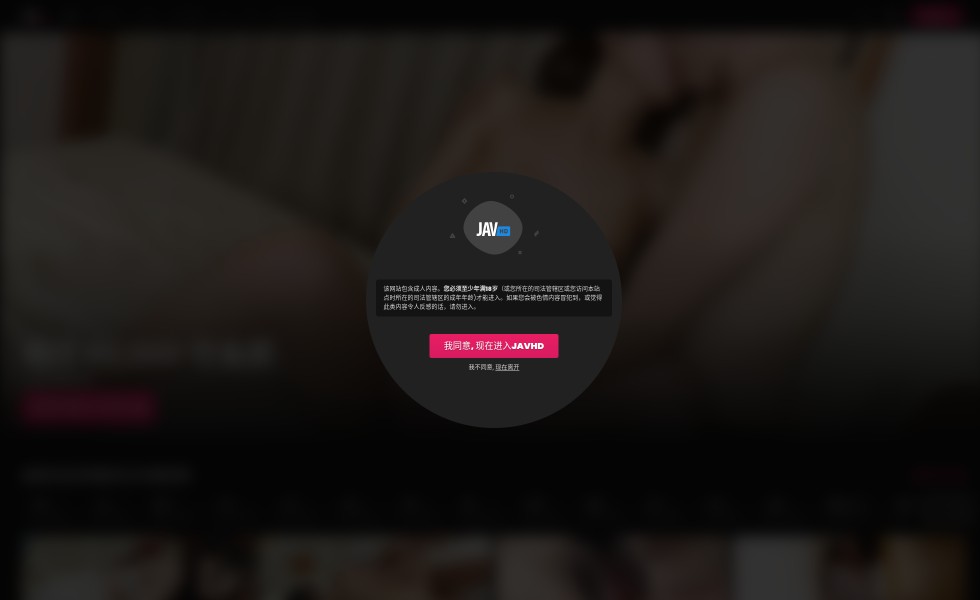 JAVHD
该网站包含成人内容。您必须至少年满18岁（或您所在的司法管辖区或您访问本站
点时所在的司法管辖区的成年年龄)才能进入。如果您会被色情内容冒犯到，或觉得
此类内容令人反感的话，请勿进入。
我同意, 现在进入JAVHD
我不同意, 现在离开